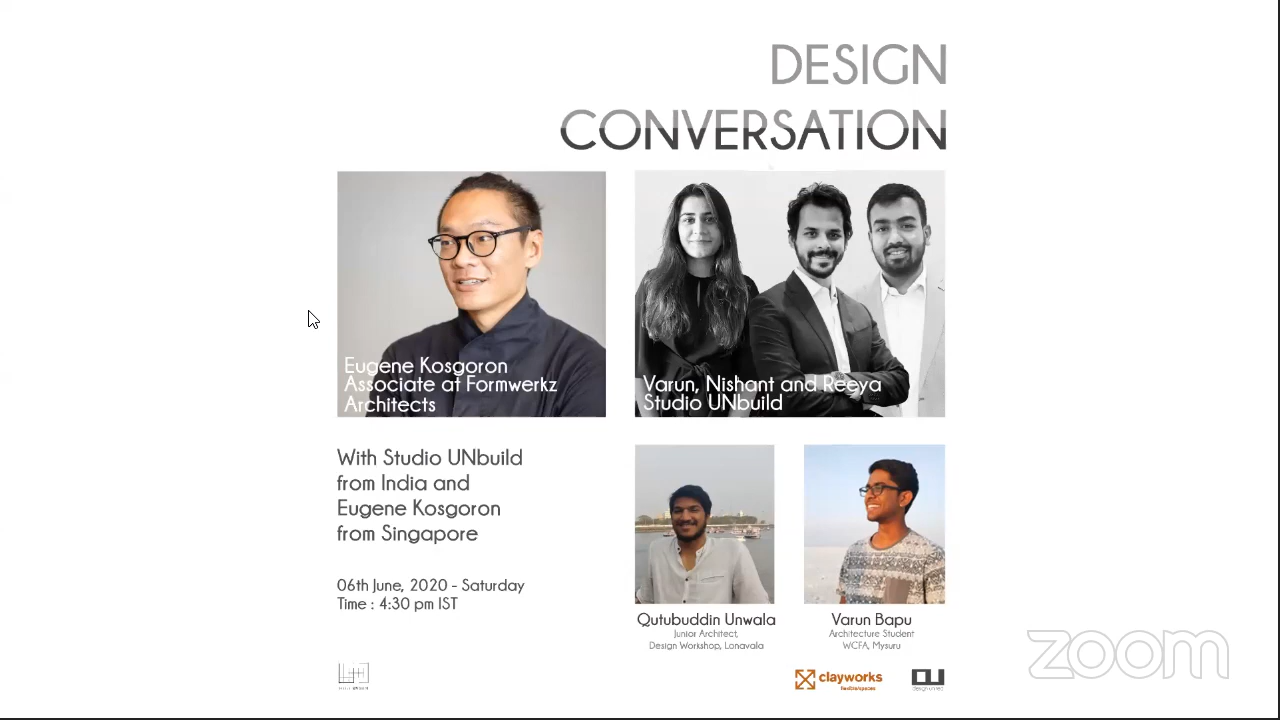 DESIGN
CONVERSATION
Eugene Kosgoron
Associate at Formwerkz
Architects
Varun, Nishant and Reeya
Studio UNbuild
With Studio UNbuild
from India and
Eugene Kosgoron
from Singapore
06th June, 2020 - Saturday
Time : 4:30 pm IST
Qutubuddin Unwala
Junior Architect,
Design Workshop, Lonavala
Varun Bapu
Architecture Student
WCFA, Mysuru
clayworks
flexible/spaces
zoom